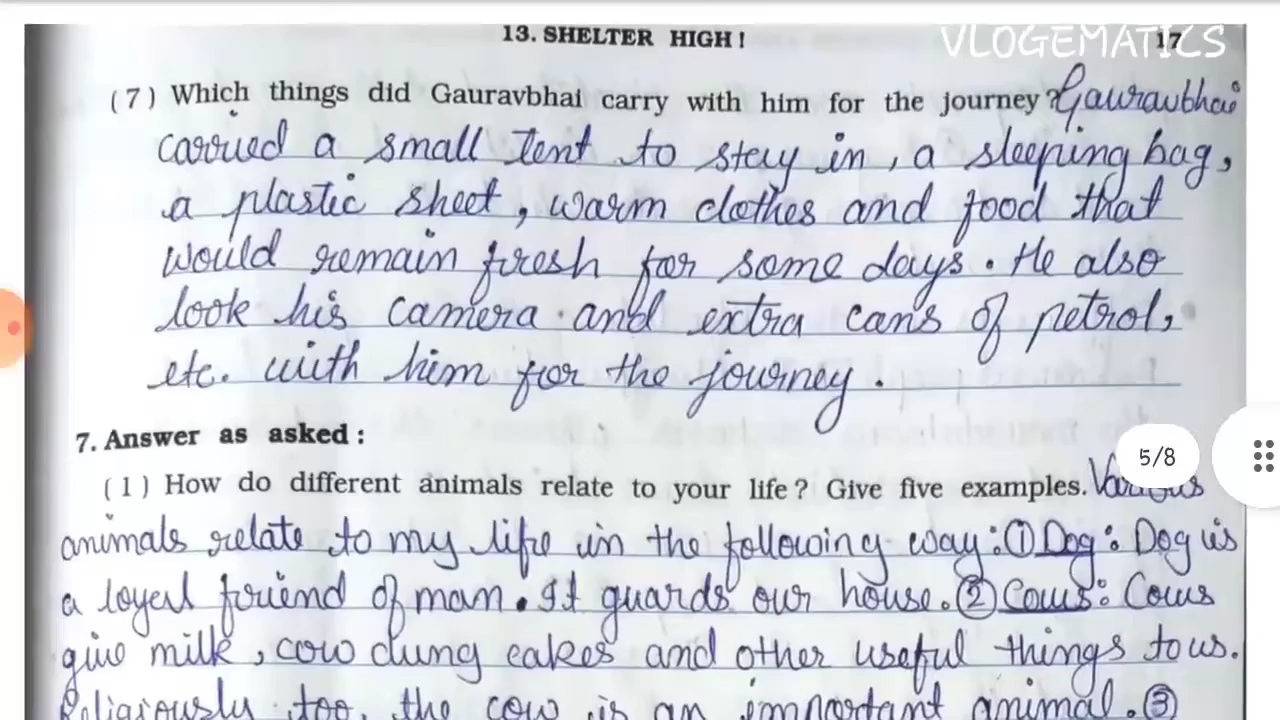 13. SHELTER HIGH!
VLOGEMATICS
17
(7) Which things did Gauravbhai carry with him for the journey? Gauravbhai
carried a small tent to stay in, a sleeping bag,
a plastic sheet, warm clothes and food that
would remain fresh for some days. He also
look his camera and extra cans of petrol,
etc. with him for the journey.
7. Answer as asked:
5/8
(1) How do different animals relate to your life? Give five examples. Various
animals relate to my life in the following way: ① Dog: Dog is
a loyal friend of man. It guards our house. ② Cows: Cows
give milk, cow dung cakes and other useful things to us.
Religiously too, the cow is an important animal. ③